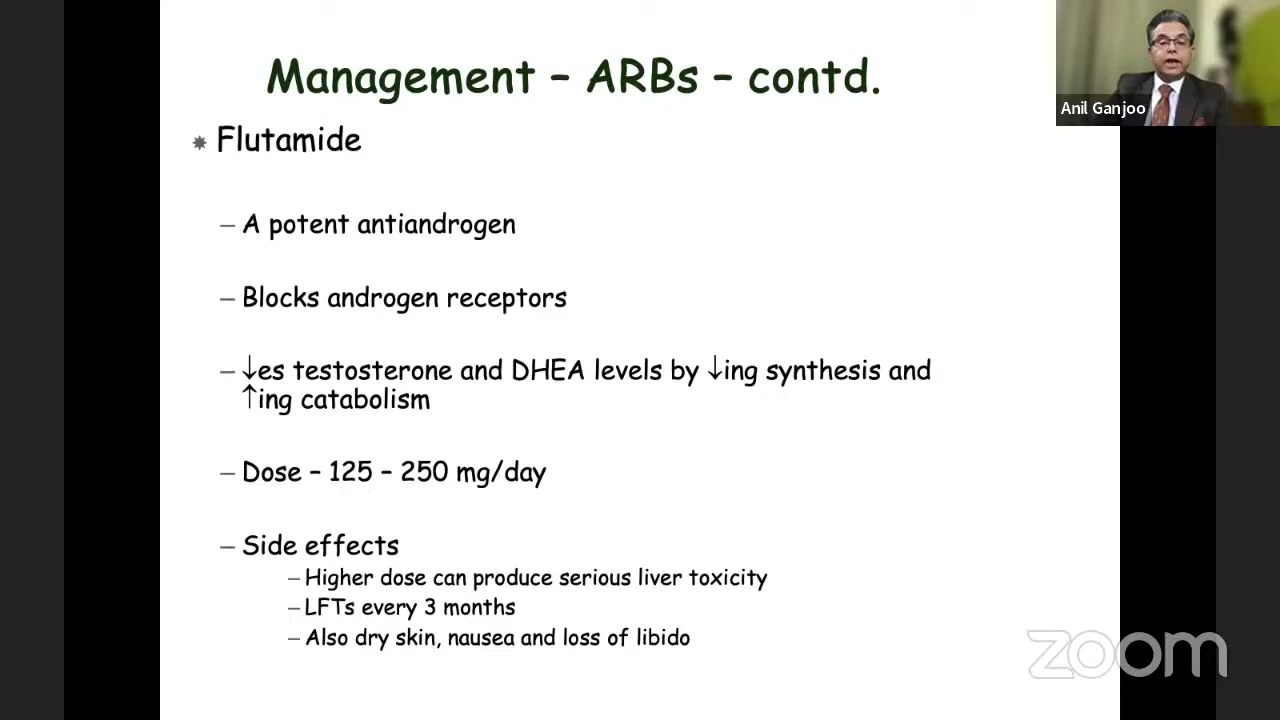 Management – ARBs – contd.
Anil Ganjoo
Flutamide
– A potent antiandrogen
– Blocks androgen receptors
– ↓es testosterone and DHEA levels by ↓ing synthesis and
↑ing catabolism
– Dose – 125 – 250 mg/day
– Side effects
– Higher dose can produce serious liver toxicity
– LFTs every 3 months
– Also dry skin, nausea and loss of libido
zoom